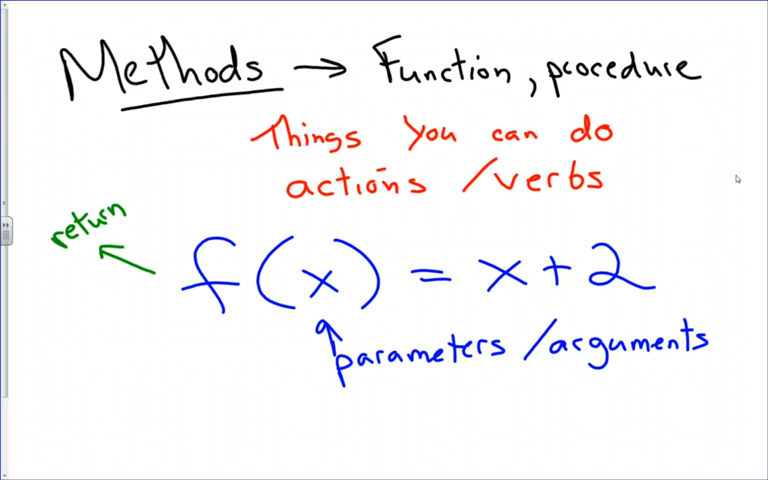 Methods → Function, procedure
Things you can do
actions /verbs
return
f(x) = x+2
parameters /arguments